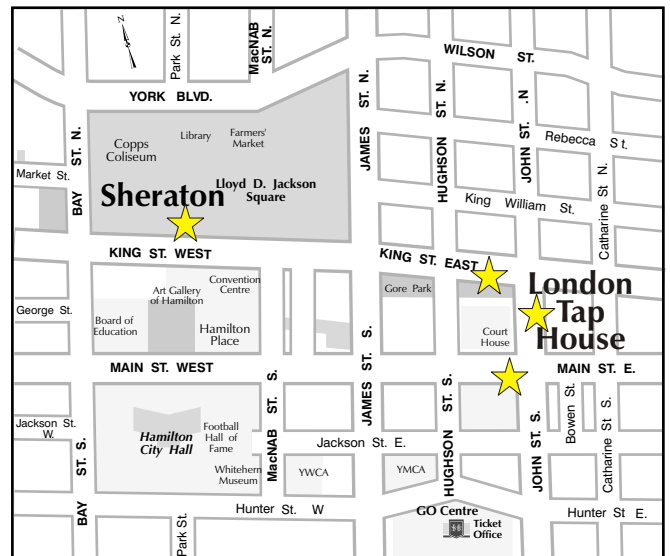 WILSON ST.
Park St. N.
MacNAB
ST. N.
YORK BLVD.
JAMES ST. N.
HUGHSON ST. N.
JOHN ST. N.
Rebecca St.
BAY ST. N.
Market St.
Copps
Coliseum
Library
Farmers'
Market
Sheraton
Lloyd D. Jackson
Square
King William St.
Catharine St N.
KING ST. WEST
KING ST. EAST
Gore Park
London
Tap
House
George St.
Art Gallery
of Hamilton
Convention
Centre
Board of
Education
Hamilton
Place
Court
House
MAIN ST. WEST
MAIN ST. E.
JAMES ST. S.
MacNAB ST. S.
HUGHSON ST. S.
JOHN ST. S.
Bowen St.
Catharine St S.
Jackson St.
W.
BAY ST. S.
Hamilton
City Hall
Football
Hall of
Fame
Whitehern
Museum
Jackson St E.
YWCA
YMCA
Park St.
Hunter St. W
GO Centre
Ticket
Office
Hunter St E.